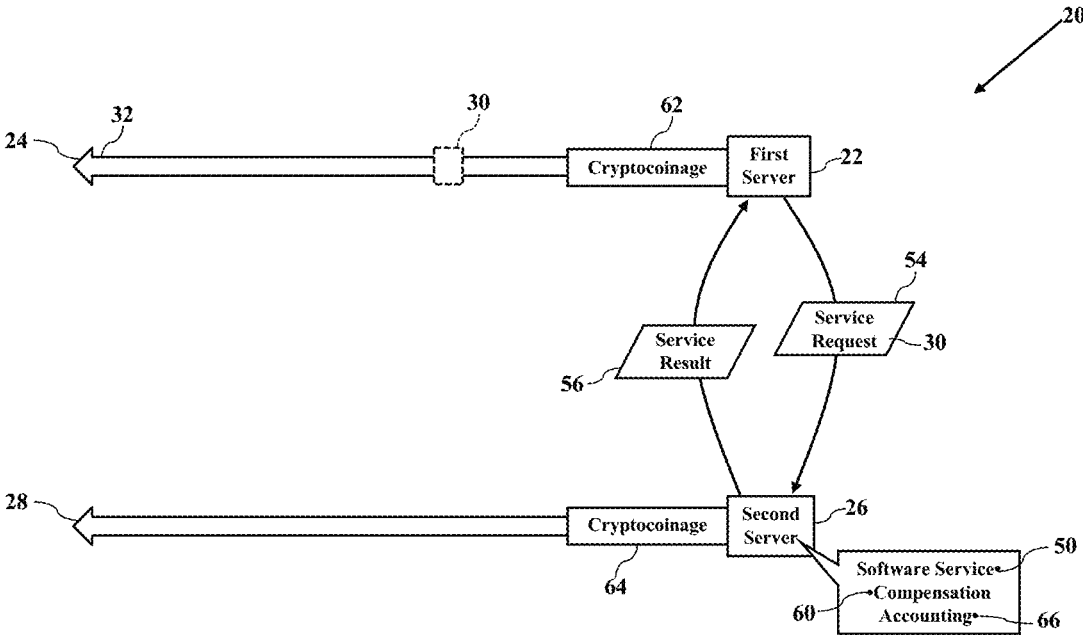 20
30
62
24
32
Cryptocoinage
First
Server
22
54
Service
Request
30
Service
Result
56
28
Cryptocoinage
Second
Server
26
64
Software Service
50
60
Compensation
Accounting
66